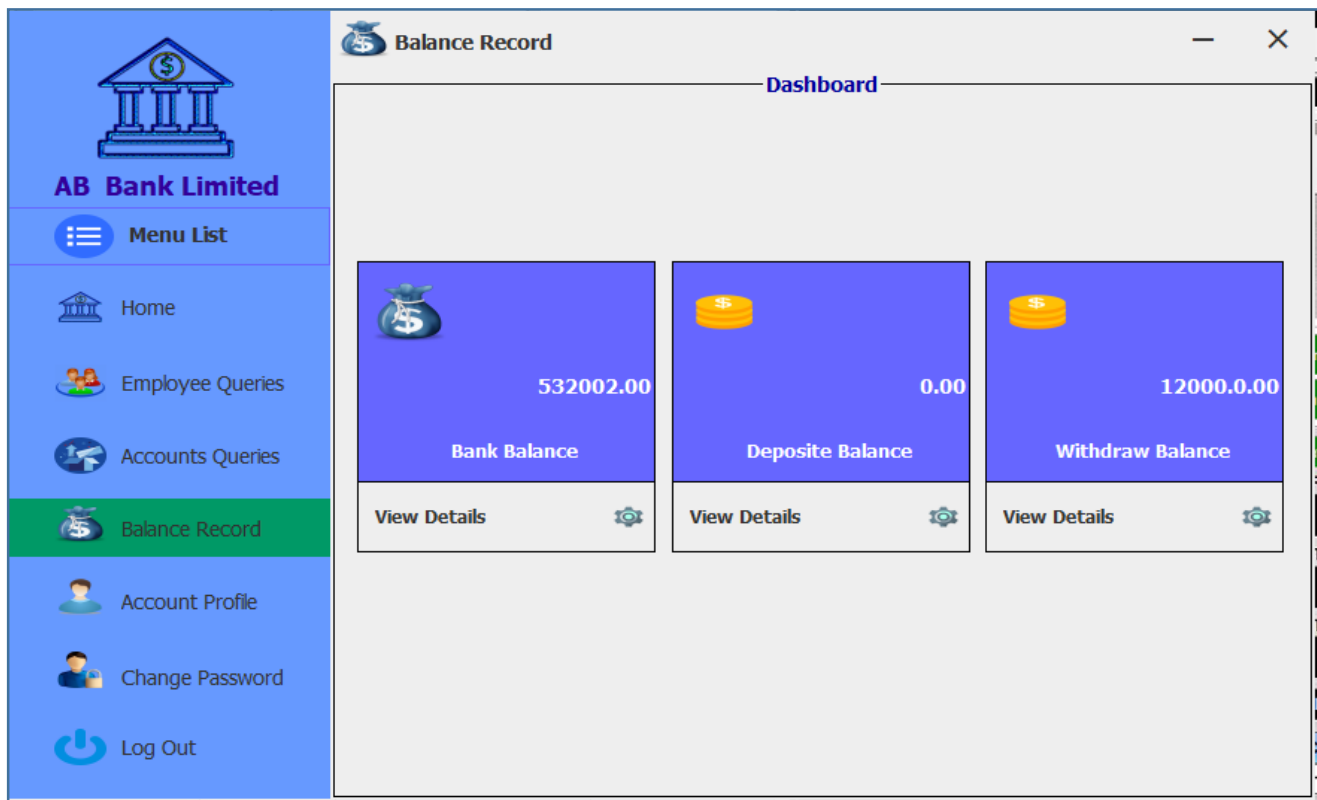 AB Bank Limited
Menu List
Home
Employee Queries
Accounts Queries
Balance Record
Account Profile
Change Password
Log Out
Balance Record
Dashboard
532002.00
Bank Balance
View Details
0.00
Deposite Balance
View Details
12000.0.00
Withdraw Balance
View Details